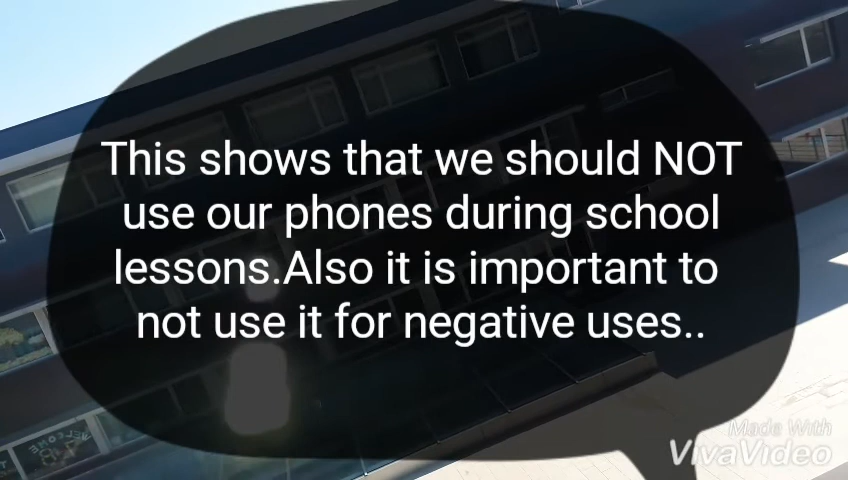 This shows that we should NOT
use our phones during school
lessons.Also it is important to
not use it for negative uses..
WELCOME
Made With
VivaVideo